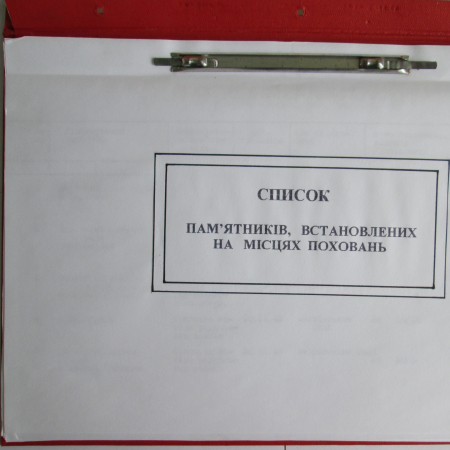 СПИСОК
ПАМ'ЯТНИКІВ, ВСТАНОВЛЕНИХ
НА МІСЦЯХ ПОХОВАНЬ